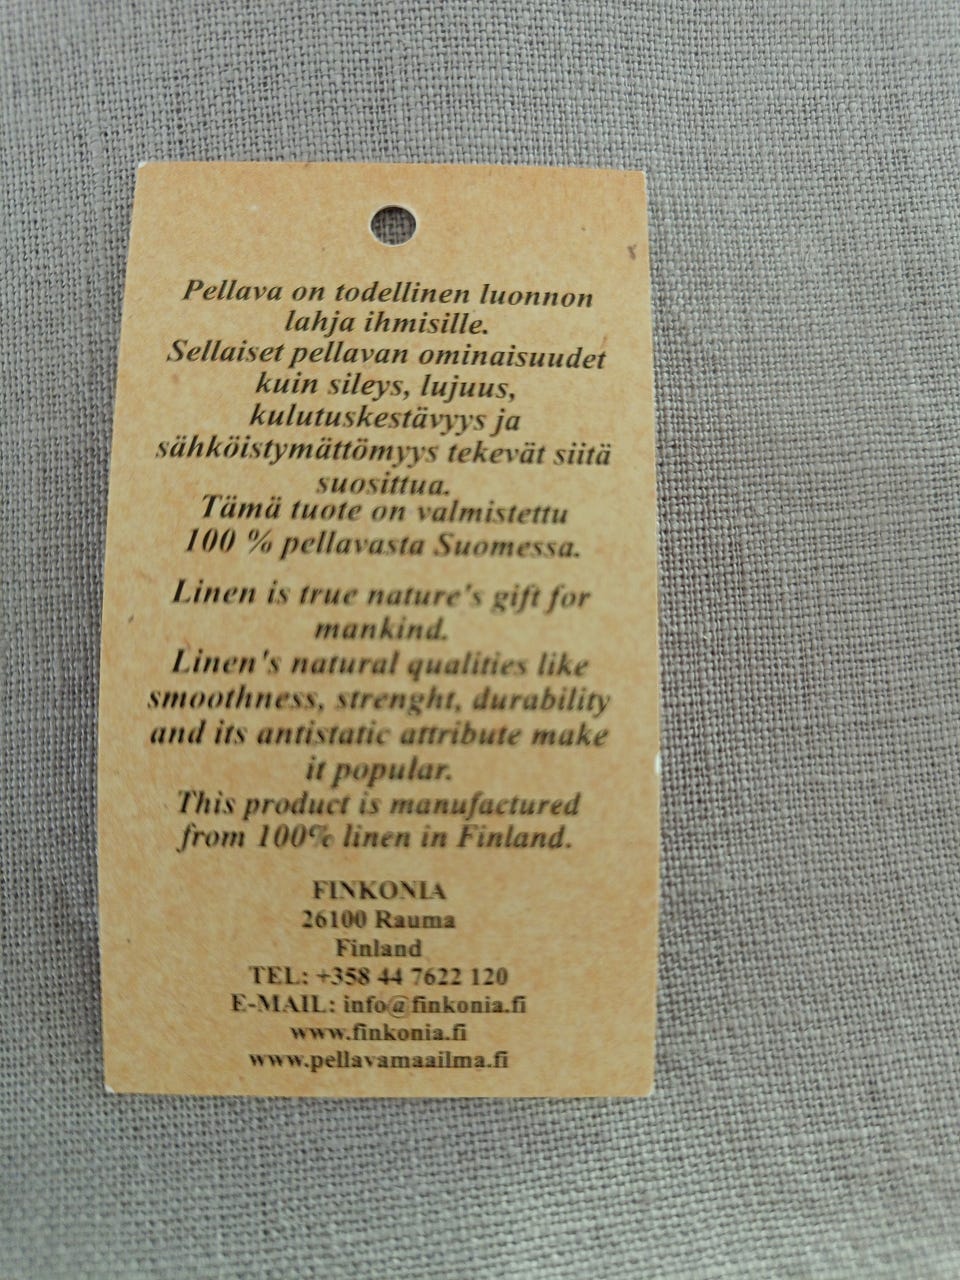 Pellava on todellinen luonnon
lahja ihmisille.
Sellaiset pellavan ominaisuudet
kuin sileys, lujuus,
kulutuskestävyys ja
sähköistymättömyys tekevät siitä
suosittua.
Tämä tuote on valmistettu
100 % pellavasta Suomessa.
Linen is true nature's gift for
mankind.
Linen's natural qualities like
smoothness, strenght, durability
and its antistatic attribute make
it popular.
This product is manufactured
from 100% linen in Finland.
FINKONIA
26100 Rauma
Finland
TEL: +358 44 7622 120
E-MAIL: info@finkonia.fi
www.finkonia.fi
www.pellavamaailma.fi